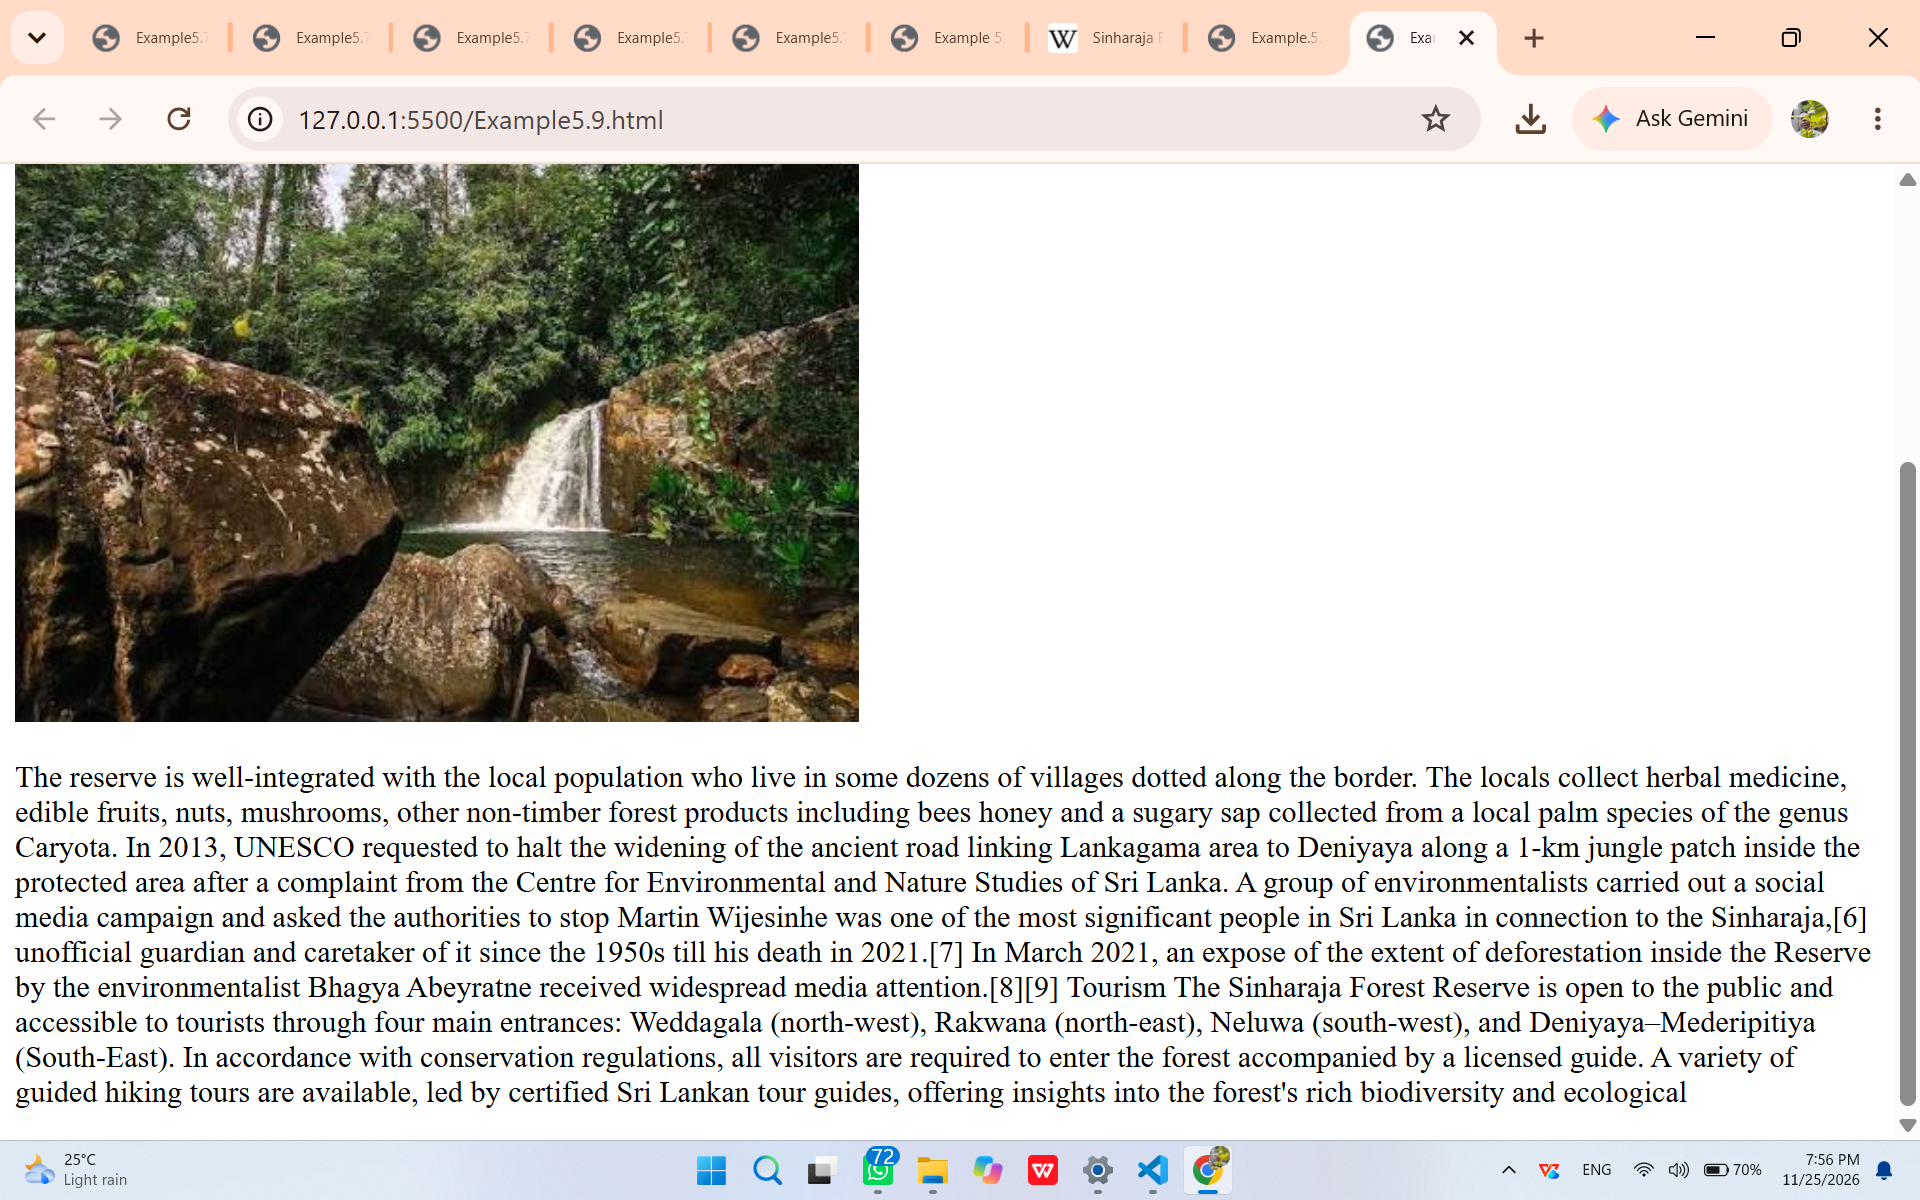 Example5.7
Example5.7
Example5.7
Example5.
Example5.
Example 5.
W
Sinharaja F
Example.5.
Exa
127.0.0.1:5500/Example5.9.html
Ask Gemini
The reserve is well-integrated with the local population who live in some dozens of villages dotted along the border. The locals collect herbal medicine,
edible fruits, nuts, mushrooms, other non-timber forest products including bees honey and a sugary sap collected from a local palm species of the genus
Caryota. In 2013, UNESCO requested to halt the widening of the ancient road linking Lankagama area to Deniyaya along a 1-km jungle patch inside the
protected area after a complaint from the Centre for Environmental and Nature Studies of Sri Lanka. A group of environmentalists carried out a social
media campaign and asked the authorities to stop Martin Wijesinhe was one of the most significant people in Sri Lanka in connection to the Sinharaja,[6]
unofficial guardian and caretaker of it since the 1950s till his death in 2021.[7] In March 2021, an expose of the extent of deforestation inside the Reserve
by the environmentalist Bhagya Abeyratne received widespread media attention.[8][9] Tourism The Sinharaja Forest Reserve is open to the public and
accessible to tourists through four main entrances: Weddagala (north-west), Rakwana (north-east), Neluwa (south-west), and Deniyaya–Mederipitiya
(South-East). In accordance with conservation regulations, all visitors are required to enter the forest accompanied by a licensed guide. A variety of
guided hiking tours are available, led by certified Sri Lankan tour guides, offering insights into the forest's rich biodiversity and ecological
25°C
Light rain
72
ENG
70%
7:56 PM
11/25/2026